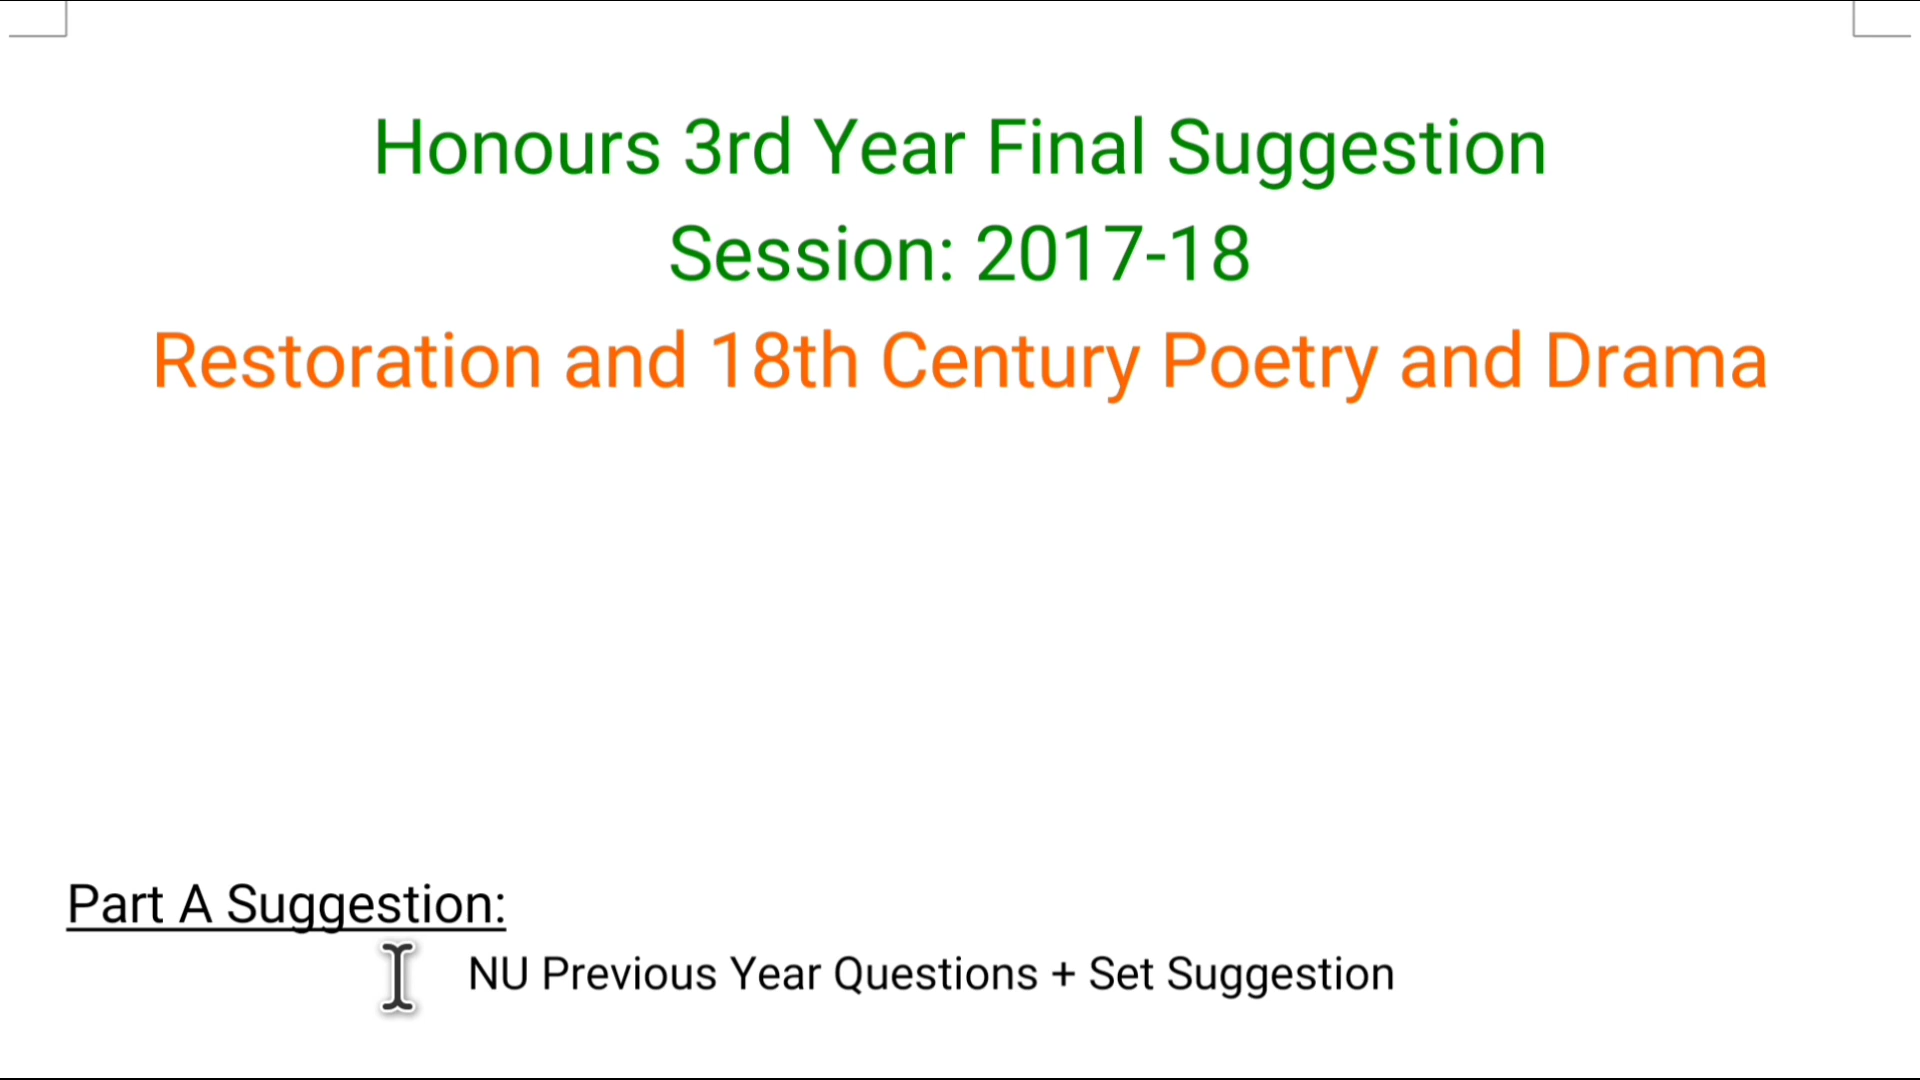 Honours 3rd Year Final Suggestion
Session: 2017-18
Restoration and 18th Century Poetry and Drama
Part A Suggestion:
NU Previous Year Questions + Set Suggestion